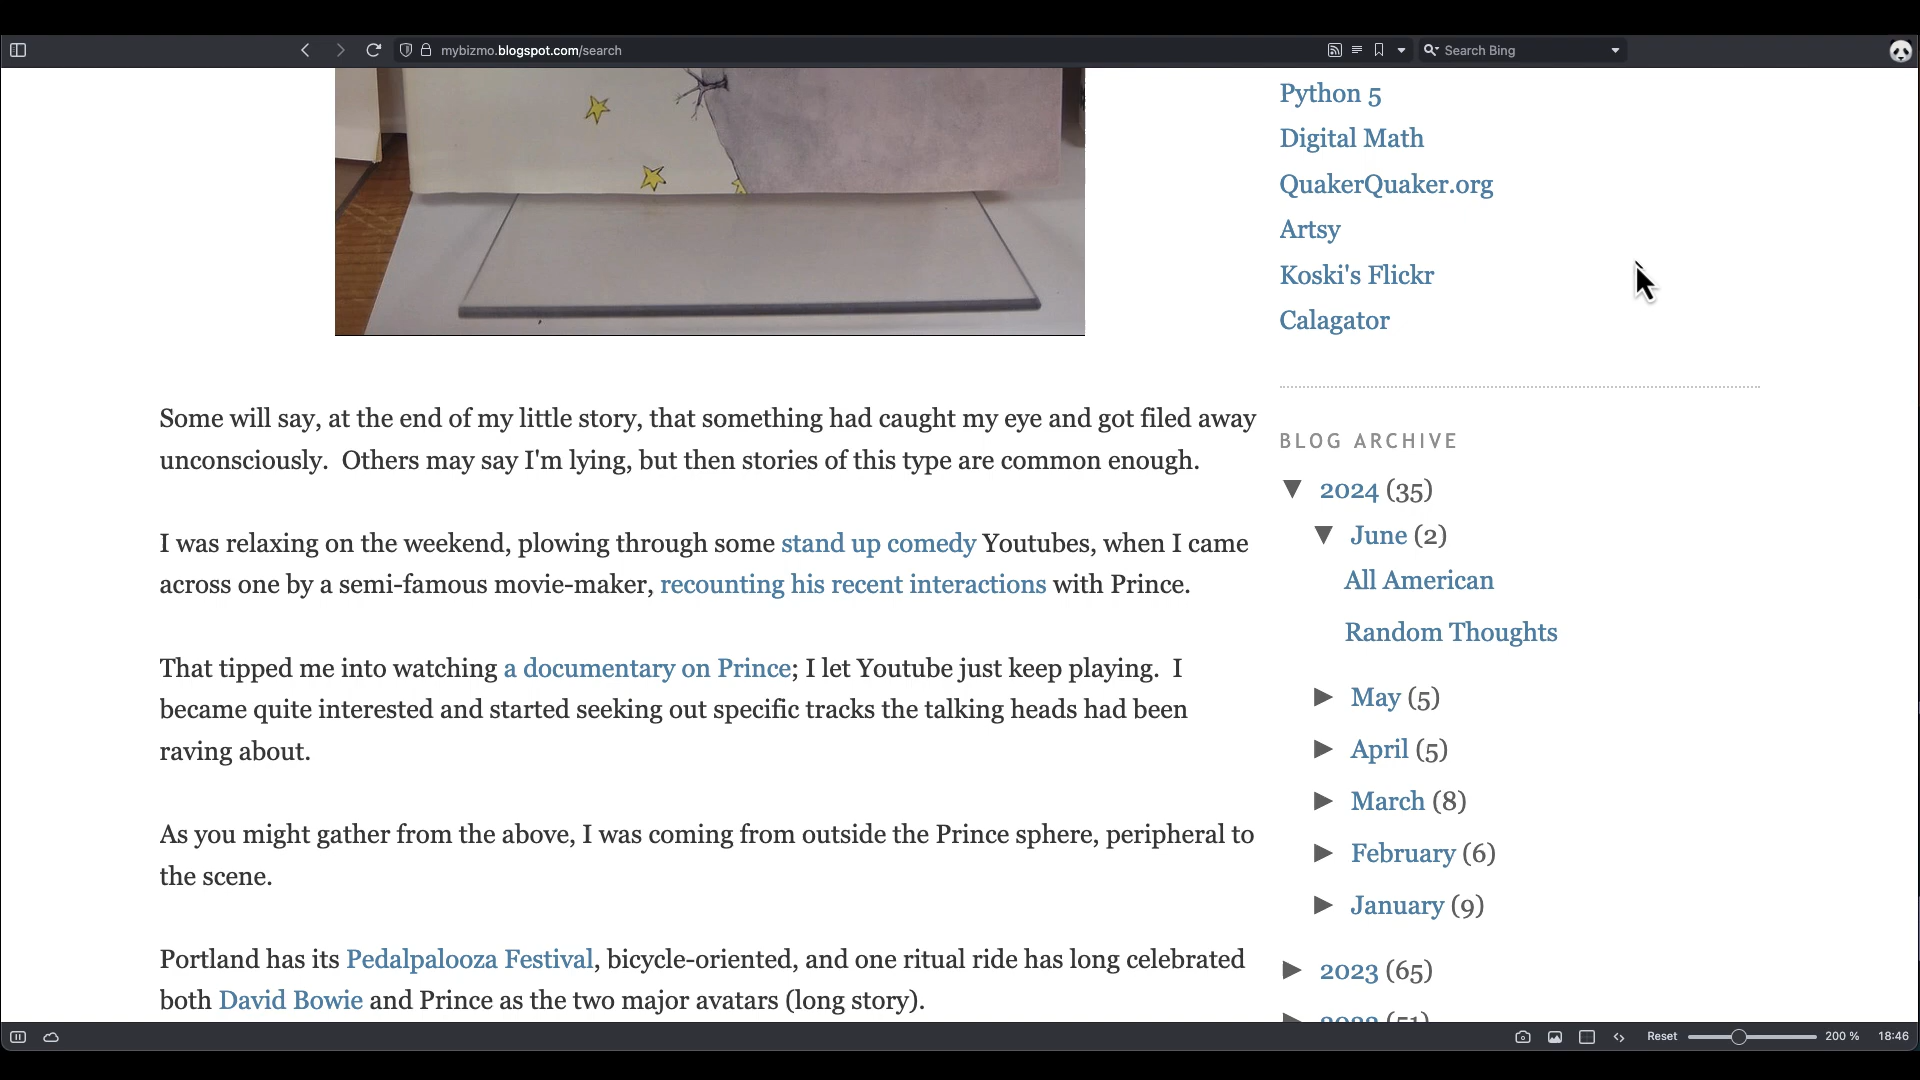 mybizmo.blogspot.com/search
Search Bing
Some will say, at the end of my little story, that something had caught my eye and got filed away
unconsciously.  Others may say I'm lying, but then stories of this type are common enough.
I was relaxing on the weekend, plowing through some stand up comedy Youtubes, when I came
across one by a semi-famous movie-maker, recounting his recent interactions with Prince.
That tipped me into watching a documentary on Prince; I let Youtube just keep playing.  I
became quite interested and started seeking out specific tracks the talking heads had been
raving about.
As you might gather from the above, I was coming from outside the Prince sphere, peripheral to
the scene.
Portland has its Pedalpalooza Festival, bicycle-oriented, and one ritual ride has long celebrated
both David Bowie and Prince as the two major avatars (long story).
Python 5
Digital Math
QuakerQuaker.org
Artsy
Koski's Flickr
Calagator
BLOG ARCHIVE
▼ 2024 (35)
▼ June (2)
All American
Random Thoughts
► May (5)
► April (5)
► March (8)
► February (6)
► January (9)
► 2023 (65)
Reset
200 %
18:46